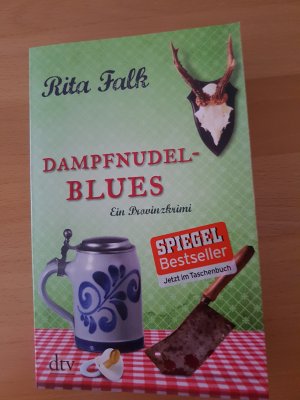 Rita Falk
DAMPFNUDEL-
BLUES
Ein Provinzkrimi
SPIEGEL
Bestseller
Jetzt im Taschenbuch
dtv